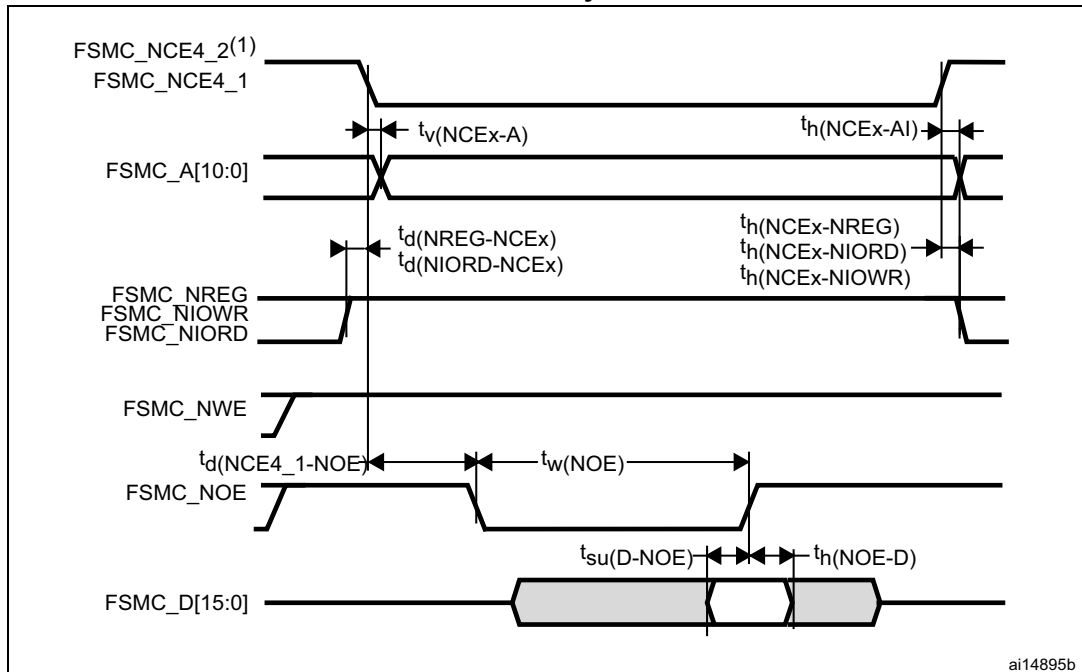 FSMC_NCE4_2(1)
FSMC_NCE4_1
tv(NCEx-A)
th(NCEx-AI)
FSMC_A[10:0]
td(NREG-NCEx)
td(NIORD-NCEx)
th(NCEx-NREG)
th(NCEx-NIORD)
th(NCEx-NIOWR)
FSMC_NREG
FSMC_NIOWR
FSMC_NIORD
FSMC_NWE
td(NCE4_1-NOE)
tw(NOE)
FSMC_NOE
tsu(D-NOE)
th(NOE-D)
FSMC_D[15:0]
ai14895b